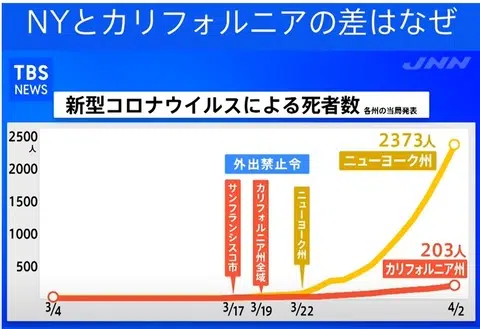 NYとカリフォルニアの差はなぜ
TBS
NEWS
JNN
新型コロナウイルスによる死者数 各州の当局発表
2500
人
2000
1500
1000
500
外出禁止令
サンフランシスコ市
カリフォルニア州全域
ニューヨーク州
2373人
ニューヨーク州
203人
カリフォルニア州
3/4
3/17
3/19
3/22
4/2